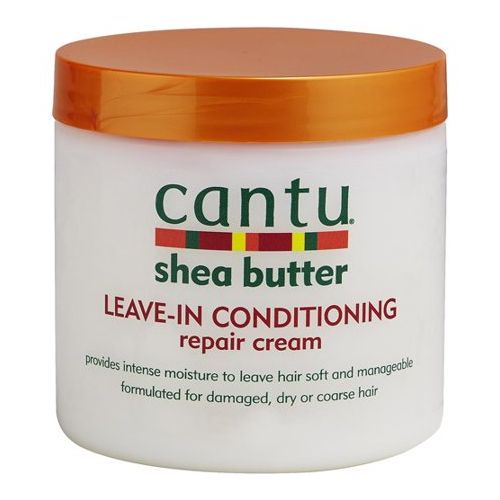 cantu®
shea butter
LEAVE-IN CONDITIONING
repair cream
provides intense moisture to leave hair soft and manageable
formulated for damaged, dry or coarse hair